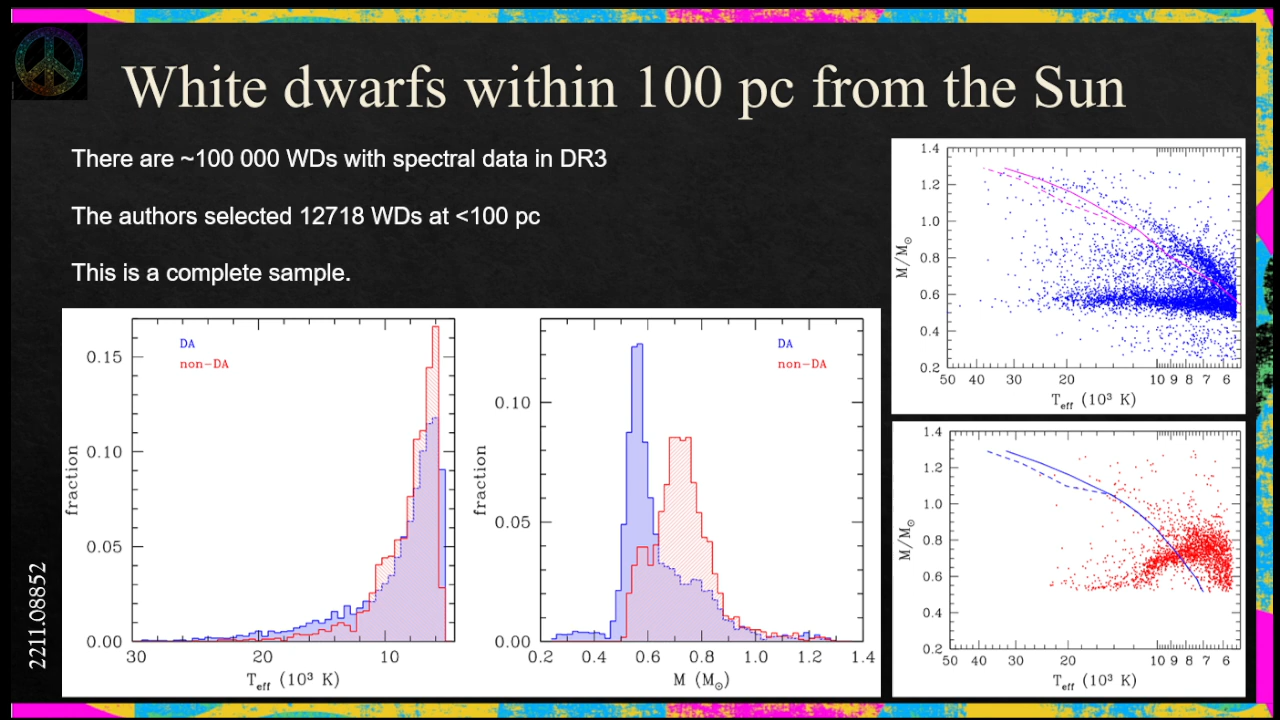 White dwarfs within 100 pc from the Sun
There are ~100 000 WDs with spectral data in DR3
The authors selected 12718 WDs at <100 pc
This is a complete sample.
2211.08852
DA
non-DA
0.15
0.10
0.05
0.00
fraction
30 20 10
T_eff (10³ K)
DA
non-DA
0.10
0.05
0.00
fraction
0.2 0.4 0.6 0.8 1.0 1.2 1.4
M (M_⊙)
1.4
1.2
1.0
0.8
0.6
0.4
0.2
M/M_⊙
50 40 30 20 10 9 8 7 6
T_eff (10³ K)
1.4
1.2
1.0
0.8
0.6
0.4
0.2
M/M_⊙
50 40 30 20 10 9 8 7 6
T_eff (10³ K)